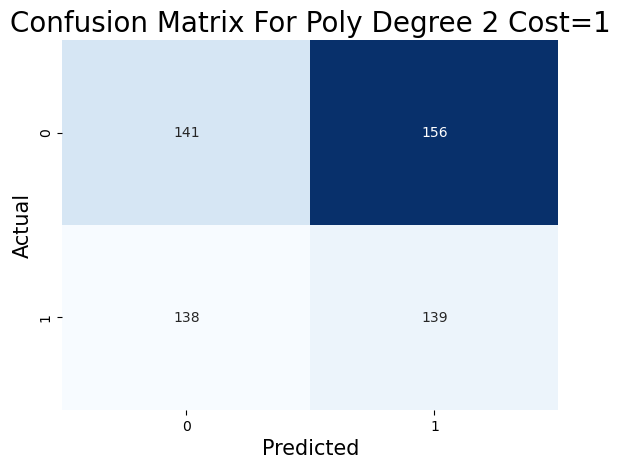 Confusion Matrix For Poly Degree 2 Cost=1
Actual
0
141
156
1
138
139
0
1
Predicted